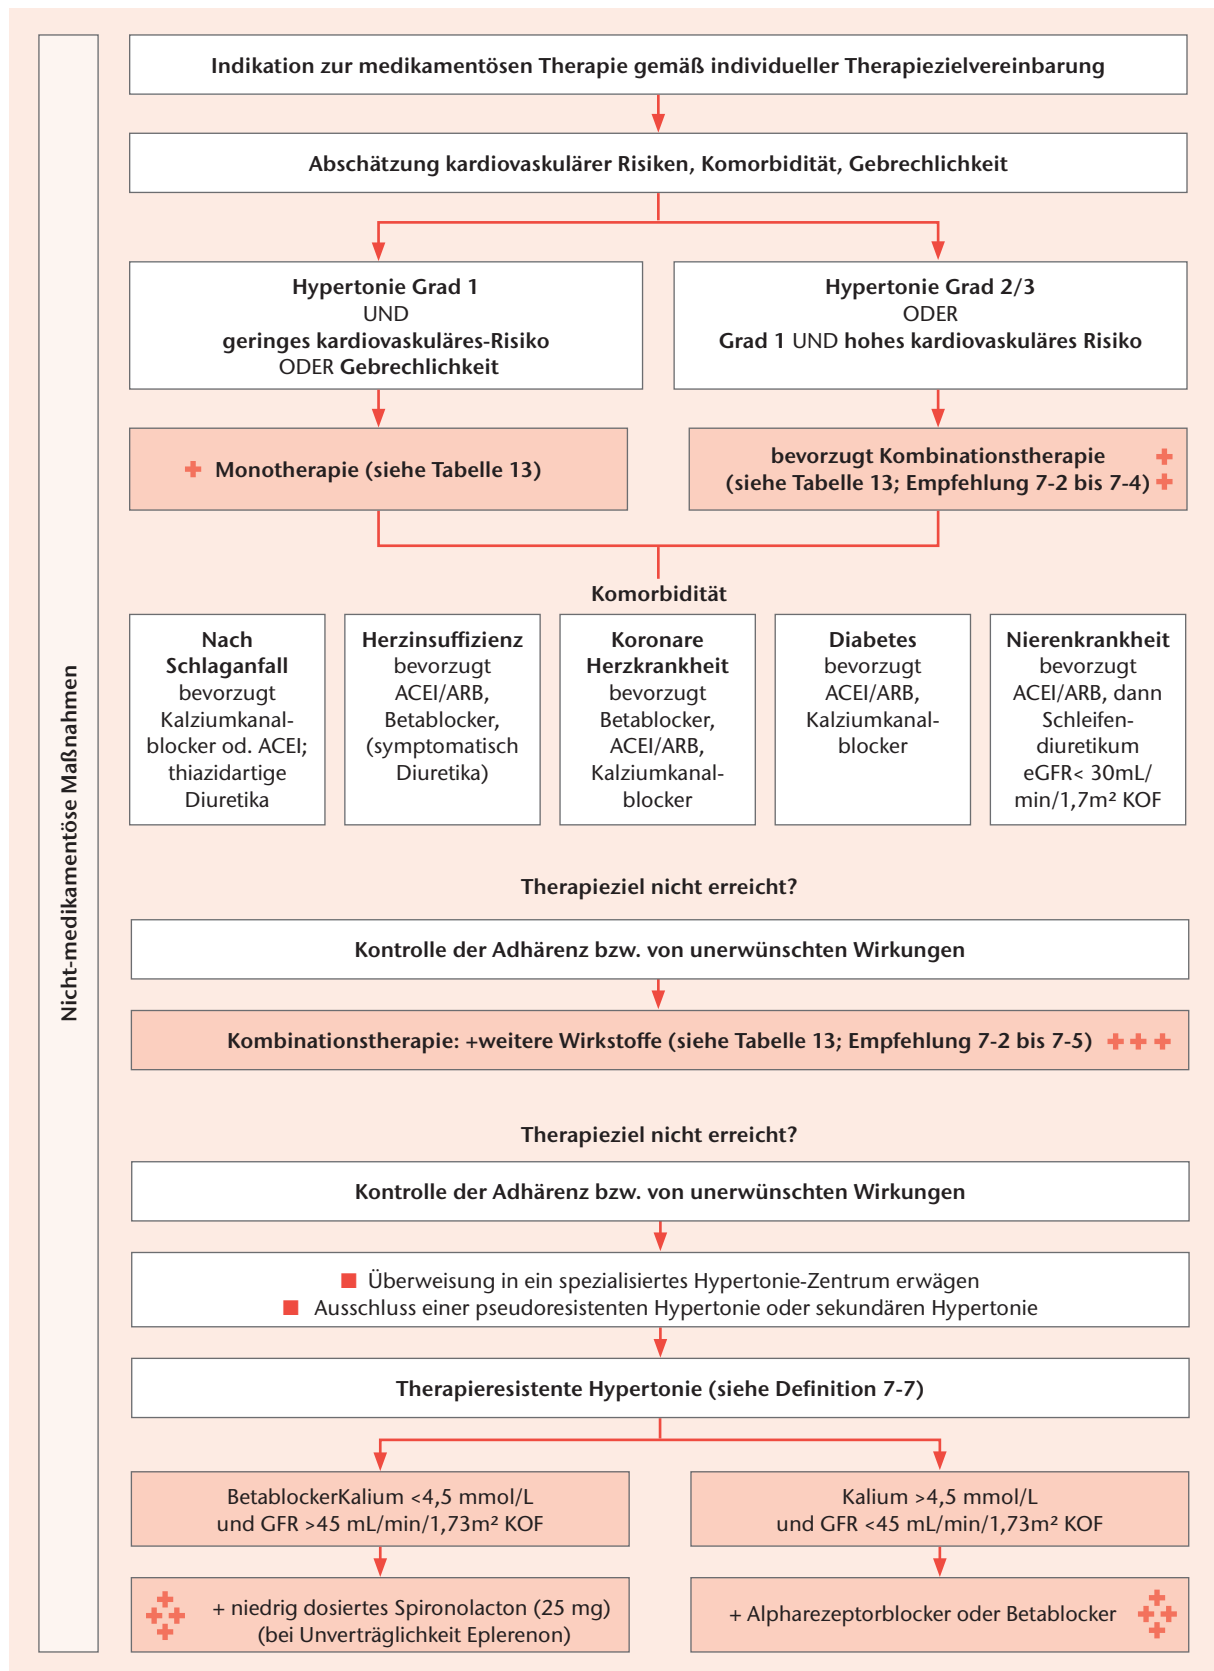 Nicht-medikamentöse Maßnahmen
Indikation zur medikamentösen Therapie gemäß individueller Therapiezielvereinbarung
Abschätzung kardiovaskulärer Risiken, Komorbidität, Gebrechlichkeit
Hypertonie Grad 1
UND
geringes kardiovaskuläres-Risiko
ODER Gebrechlichkeit
Hypertonie Grad 2/3
ODER
Grad 1 UND hohes kardiovaskuläres Risiko
Monotherapie (siehe Tabelle 13)
bevorzugt Kombinationstherapie
(siehe Tabelle 13; Empfehlung 7-2 bis 7-4)
Komorbidität
Nach
Schlaganfall
bevorzugt
Kalziumkanal-
blocker od. ACEI;
thiazidartige
Diuretika
Herzinsuffizienz
bevorzugt
ACEI/ARB,
Betablocker,
(symptomatisch
Diuretika)
Koronare
Herzkrankheit
bevorzugt
Betablocker,
ACEI/ARB,
Kalziumkanal-
blocker
Diabetes
bevorzugt
ACEI/ARB,
Kalziumkanal-
blocker
Nierenkrankheit
bevorzugt
ACEI/ARB, dann
Schleifen-
diuretikum
eGFR< 30mL/
min/1,7m² KOF
Therapieziel nicht erreicht?
Kontrolle der Adhärenz bzw. von unerwünschten Wirkungen
Kombinationstherapie: +weitere Wirkstoffe (siehe Tabelle 13; Empfehlung 7-2 bis 7-5)
Therapieziel nicht erreicht?
Kontrolle der Adhärenz bzw. von unerwünschten Wirkungen
Überweisung in ein spezialisiertes Hypertonie-Zentrum erwägen
Ausschluss einer pseudoresistenten Hypertonie oder sekundären Hypertonie
Therapieresistente Hypertonie (siehe Definition 7-7)
BetablockerKalium <4,5 mmol/L
und GFR >45 mL/min/1,73m² KOF
Kalium >4,5 mmol/L
und GFR <45 mL/min/1,73m² KOF
+ niedrig dosiertes Spironolacton (25 mg)
(bei Unverträglichkeit Eplerenon)
+ Alpharezeptorblocker oder Betablocker